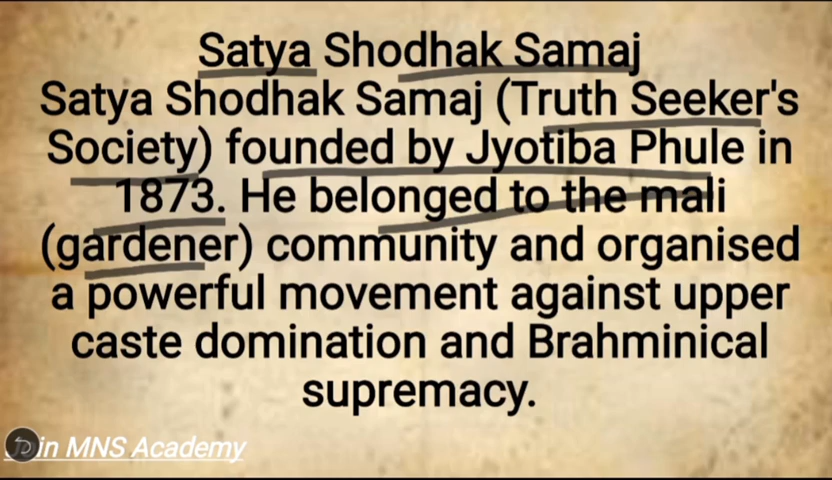 Satya Shodhak Samaj
Satya Shodhak Samaj (Truth Seeker's
Society) founded by Jyotiba Phule in
1873. He belonged to the mali
(gardener) community and organised
a powerful movement against upper
caste domination and Brahminical
supremacy.
in MNS Academy